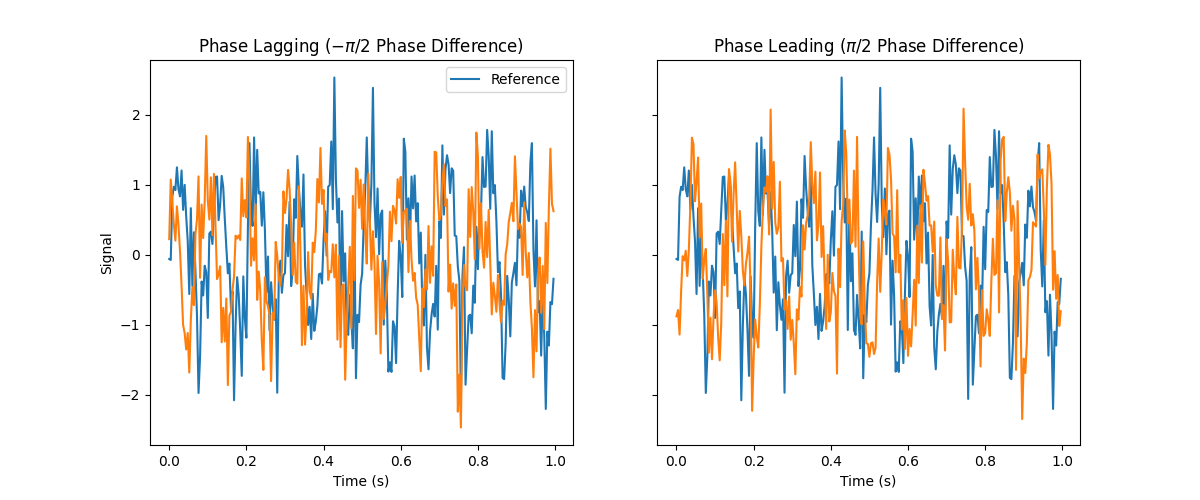 Phase Lagging (−π/2 Phase Difference)
Phase Leading (π/2 Phase Difference)
Reference
Signal
2
1
0
−1
−2
0.0 0.2 0.4 0.6 0.8 1.0
0.0 0.2 0.4 0.6 0.8 1.0
Time (s)
Time (s)